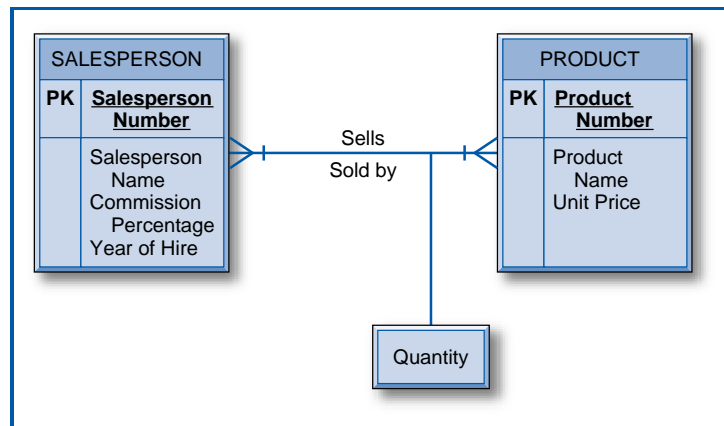 SALESPERSON
PK Salesperson
Number
Salesperson
Name
Commission
Percentage
Year of Hire
Sells
Sold by
PRODUCT
PK Product
Number
Product
Name
Unit Price
Quantity